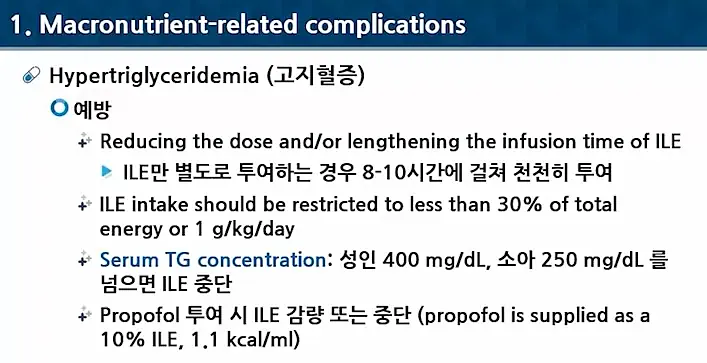 1. Macronutrient-related complications
Hypertriglyceridemia (고지혈증)
예방
Reducing the dose and/or lengthening the infusion time of ILE
ILE만 별도로 투여하는 경우 8-10시간에 걸쳐 천천히 투여
ILE intake should be restricted to less than 30% of total
energy or 1 g/kg/day
Serum TG concentration: 성인 400 mg/dL, 소아 250 mg/dL 를
넘으면 ILE 중단
Propofol 투여 시 ILE 감량 또는 중단 (propofol is supplied as a
10% ILE, 1.1 kcal/ml)